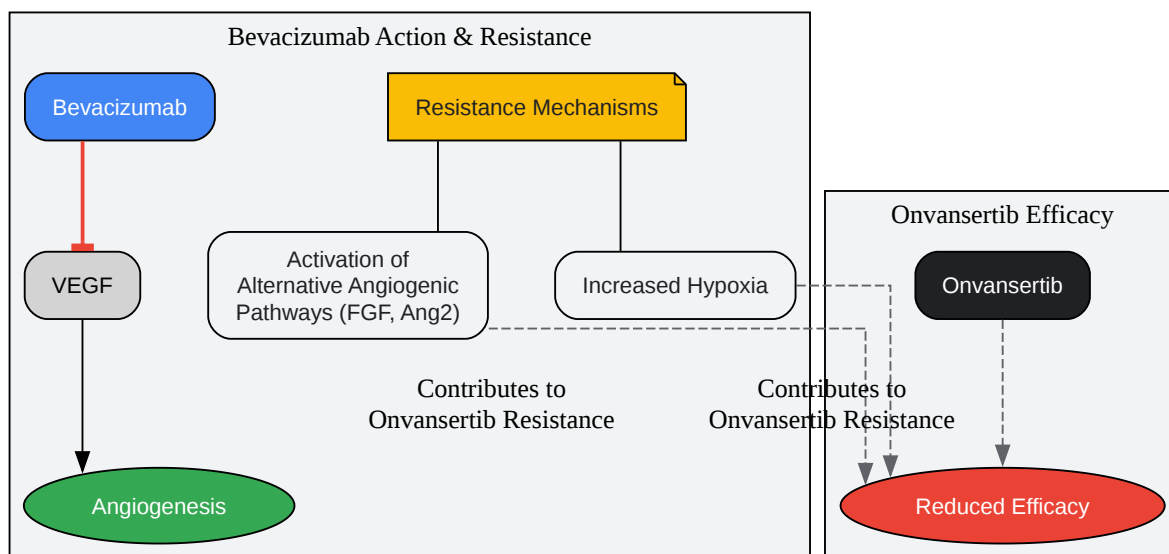 Bevacizumab Action & Resistance
Bevacizumab
Resistance Mechanisms
Onvansertib Efficacy
VEGF
Activation of
Alternative Angiogenic
Pathways (FGF, Ang2)
Increased Hypoxia
Onvansertib
Contributes to
Onvansertib Resistance
Contributes to
Onvansertib Resistance
Angiogenesis
Reduced Efficacy